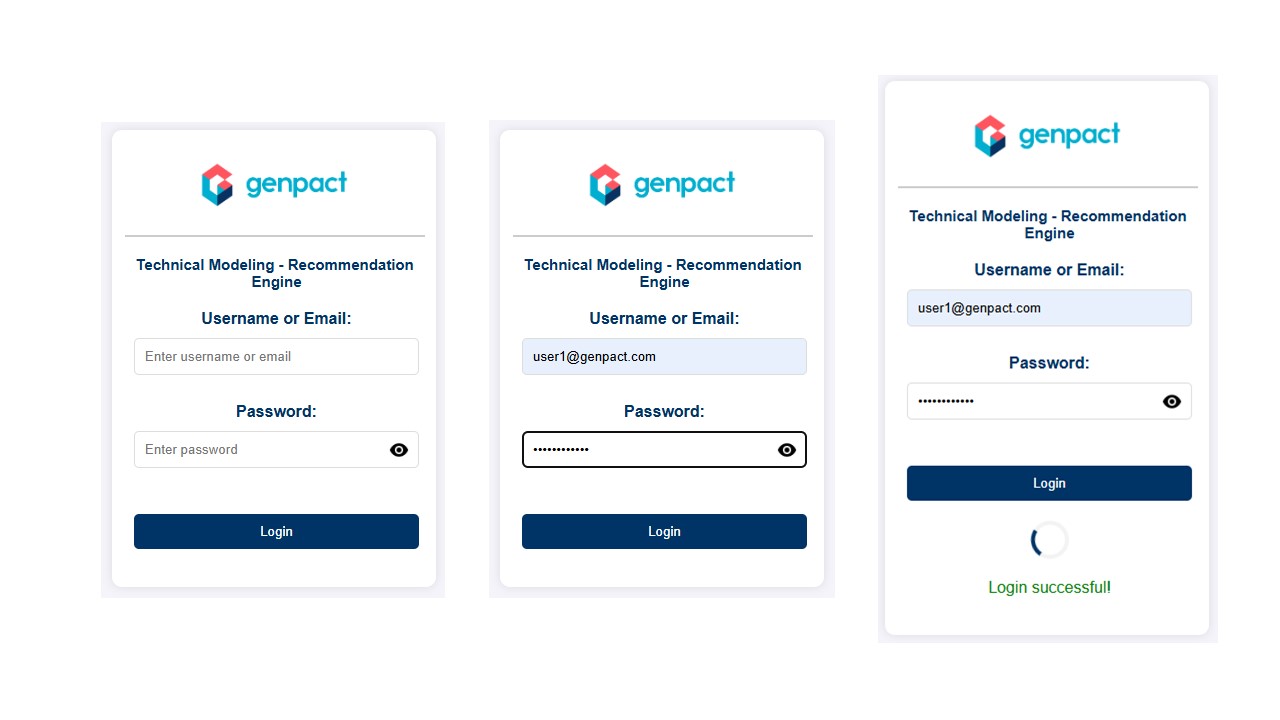 genpact
Technical Modeling - Recommendation
Engine
Username or Email:
Enter username or email
Password:
Enter password
Login
genpact
Technical Modeling - Recommendation
Engine
Username or Email:
user1@genpact.com
Password:
••••••••••••
Login
genpact
Technical Modeling - Recommendation
Engine
Username or Email:
user1@genpact.com
Password:
••••••••••••
Login
Login successful!